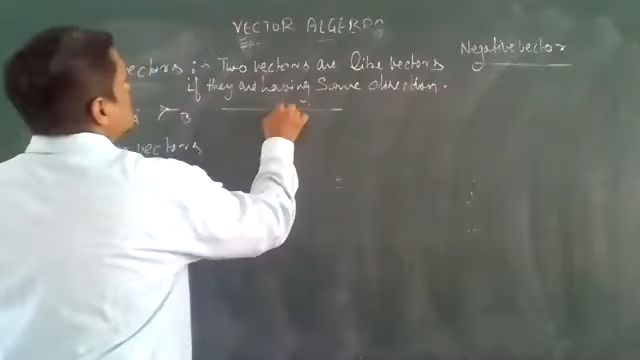 VECTOR ALGEBRA
vectors :- Two vectors are like vectors
if they are having Same direction.
B
vectors
Negative vector